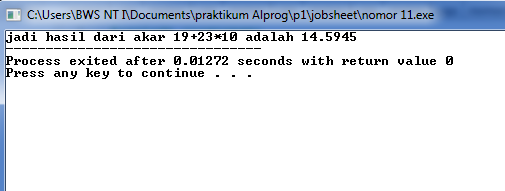 C:\Users\BWS NT I\Documents\praktikum Alprog\p1\jobsheet\nomor 11.exe
jadi hasil dari akar 19+23*10 adalah 14.5945
--------------------------------
Process exited after 0.01272 seconds with return value 0
Press any key to continue . . .